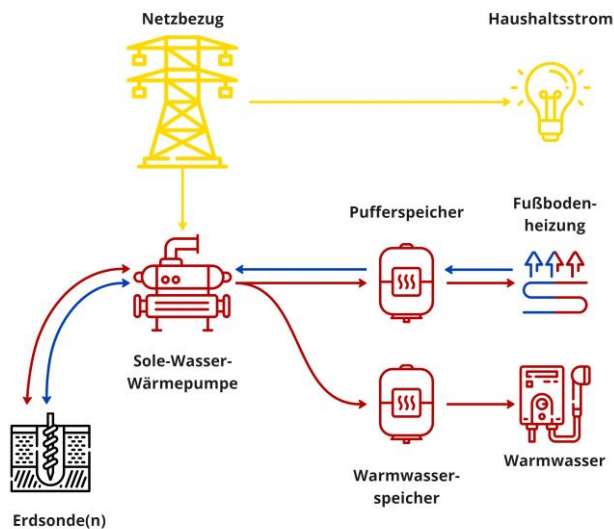 Netzbezug
Haushaltsstrom
Pufferspeicher
Fußboden-
heizung
Sole-Wasser-
Wärmepumpe
Warmwasser-
speicher
Warmwasser
Erdsonde(n)